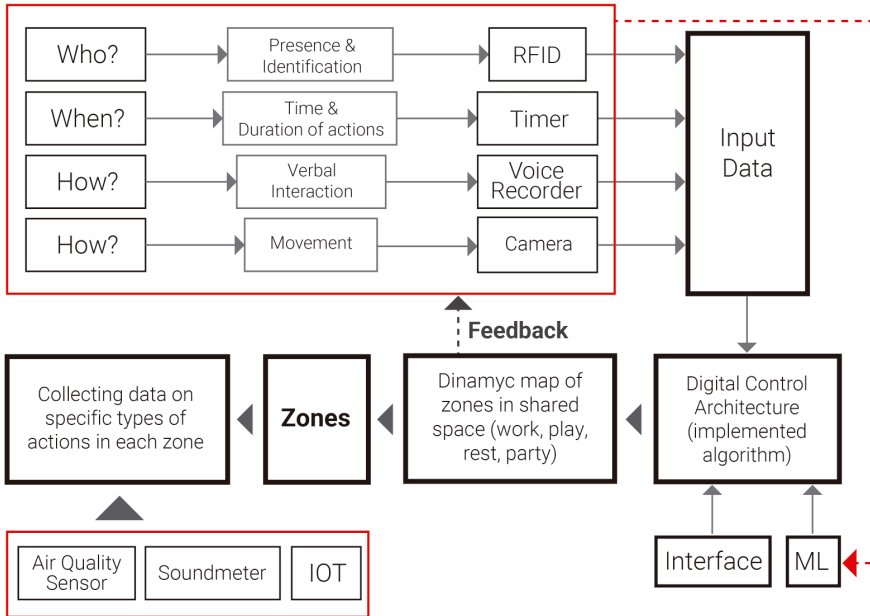 Who?
Presence &
Identification
RFID
When?
Time &
Duration of actions
Timer
How?
Verbal
Interaction
Voice
Recorder
How?
Movement
Camera
Input
Data
Feedback
Collecting data on
specific types of
actions in each zone
Zones
Dinamyc map of
zones in shared
space (work, play,
rest, party)
Digital Control
Architecture
(implemented
algorithm)
Air Quality
Sensor
Soundmeter
IOT
Interface
ML